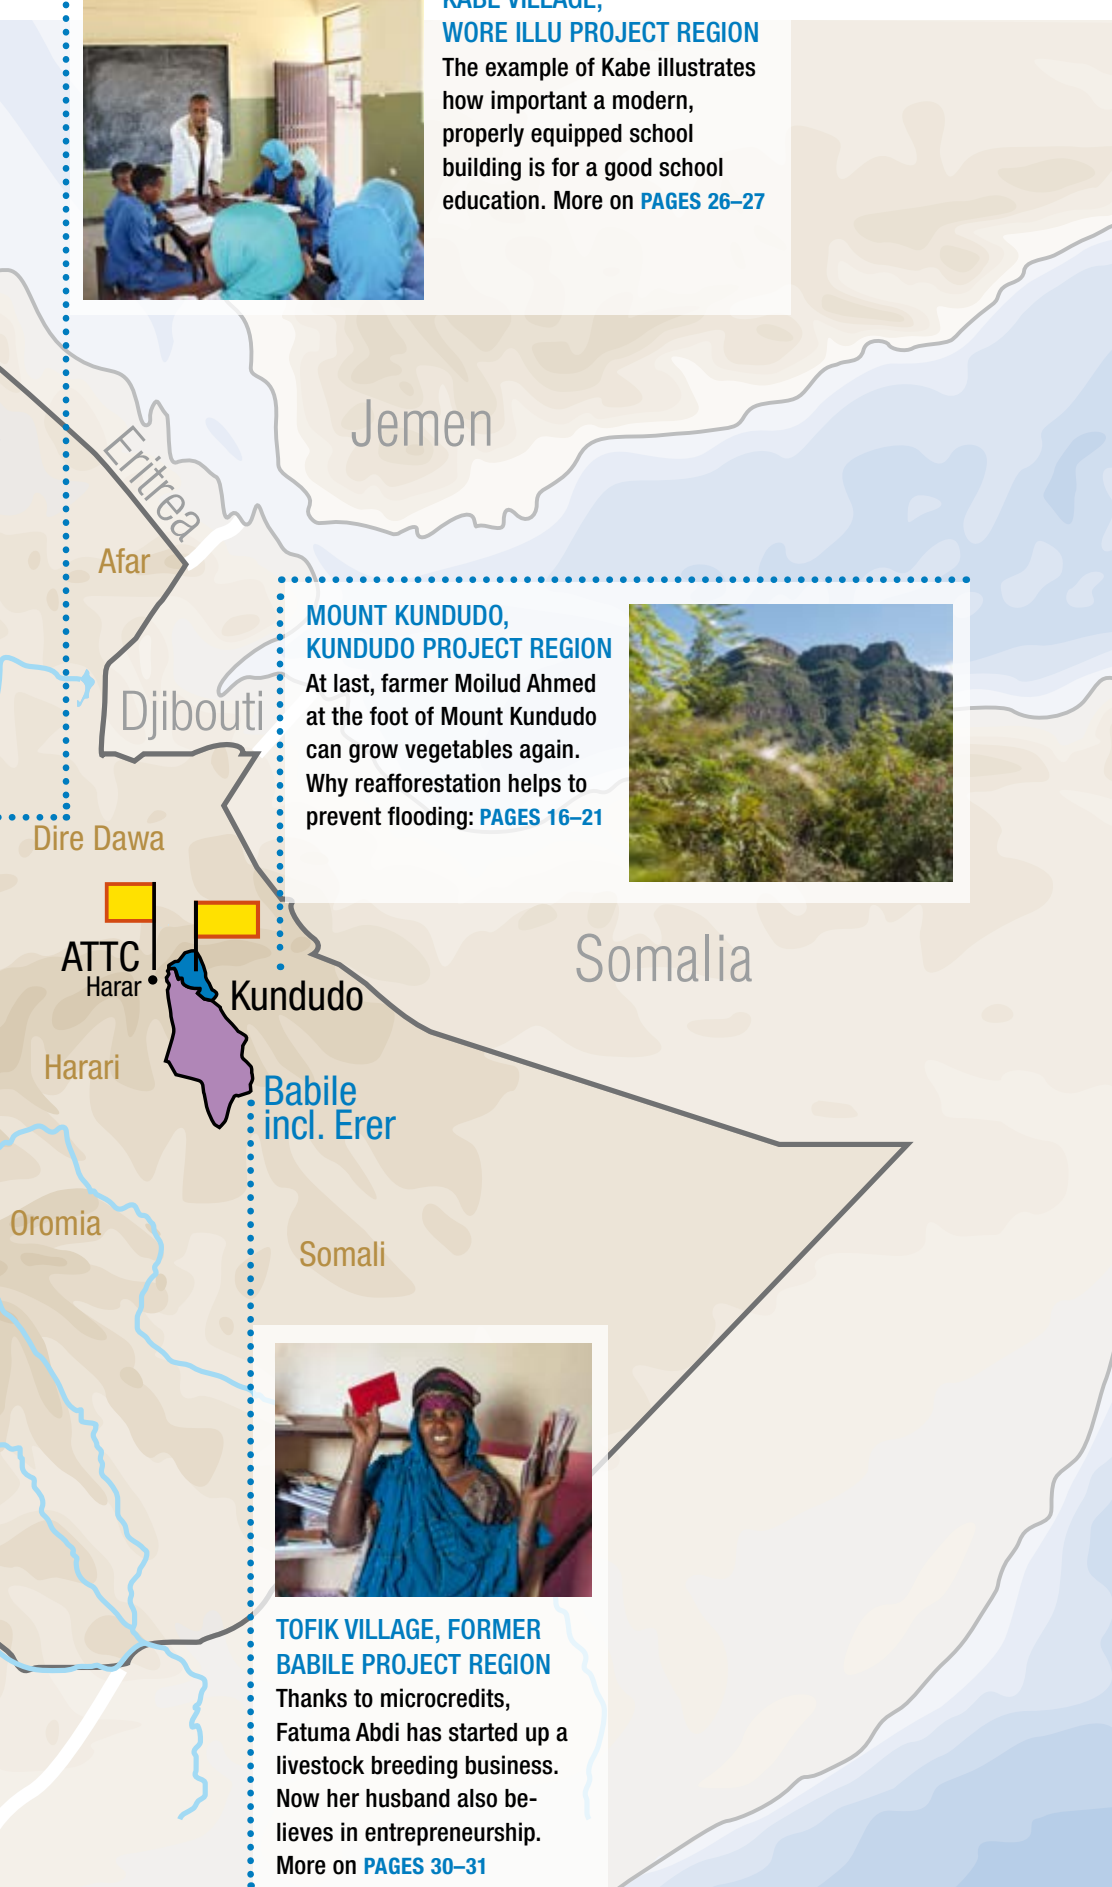 KABE VILLAGE,
WORE ILLU PROJECT REGION
The example of Kabe illustrates
how important a modern,
properly equipped school
building is for a good school
education. More on PAGES 26–27
Jemen
Eritrea
Afar
MOUNT KUNDUDO,
KUNDUDO PROJECT REGION
At last, farmer Moilud Ahmed
at the foot of Mount Kundudo
can grow vegetables again.
Why reafforestation helps to
prevent flooding: PAGES 16–21
Djibouti
Dire Dawa
ATTC
Harar
Kundudo
Somalia
Harari
Babile
incl. Erer
Oromia
Somali
TOFIK VILLAGE, FORMER
BABILE PROJECT REGION
Thanks to microcredits,
Fatuma Abdi has started up a
livestock breeding business.
Now her husband also be-
lieves in entrepreneurship.
More on PAGES 30–31